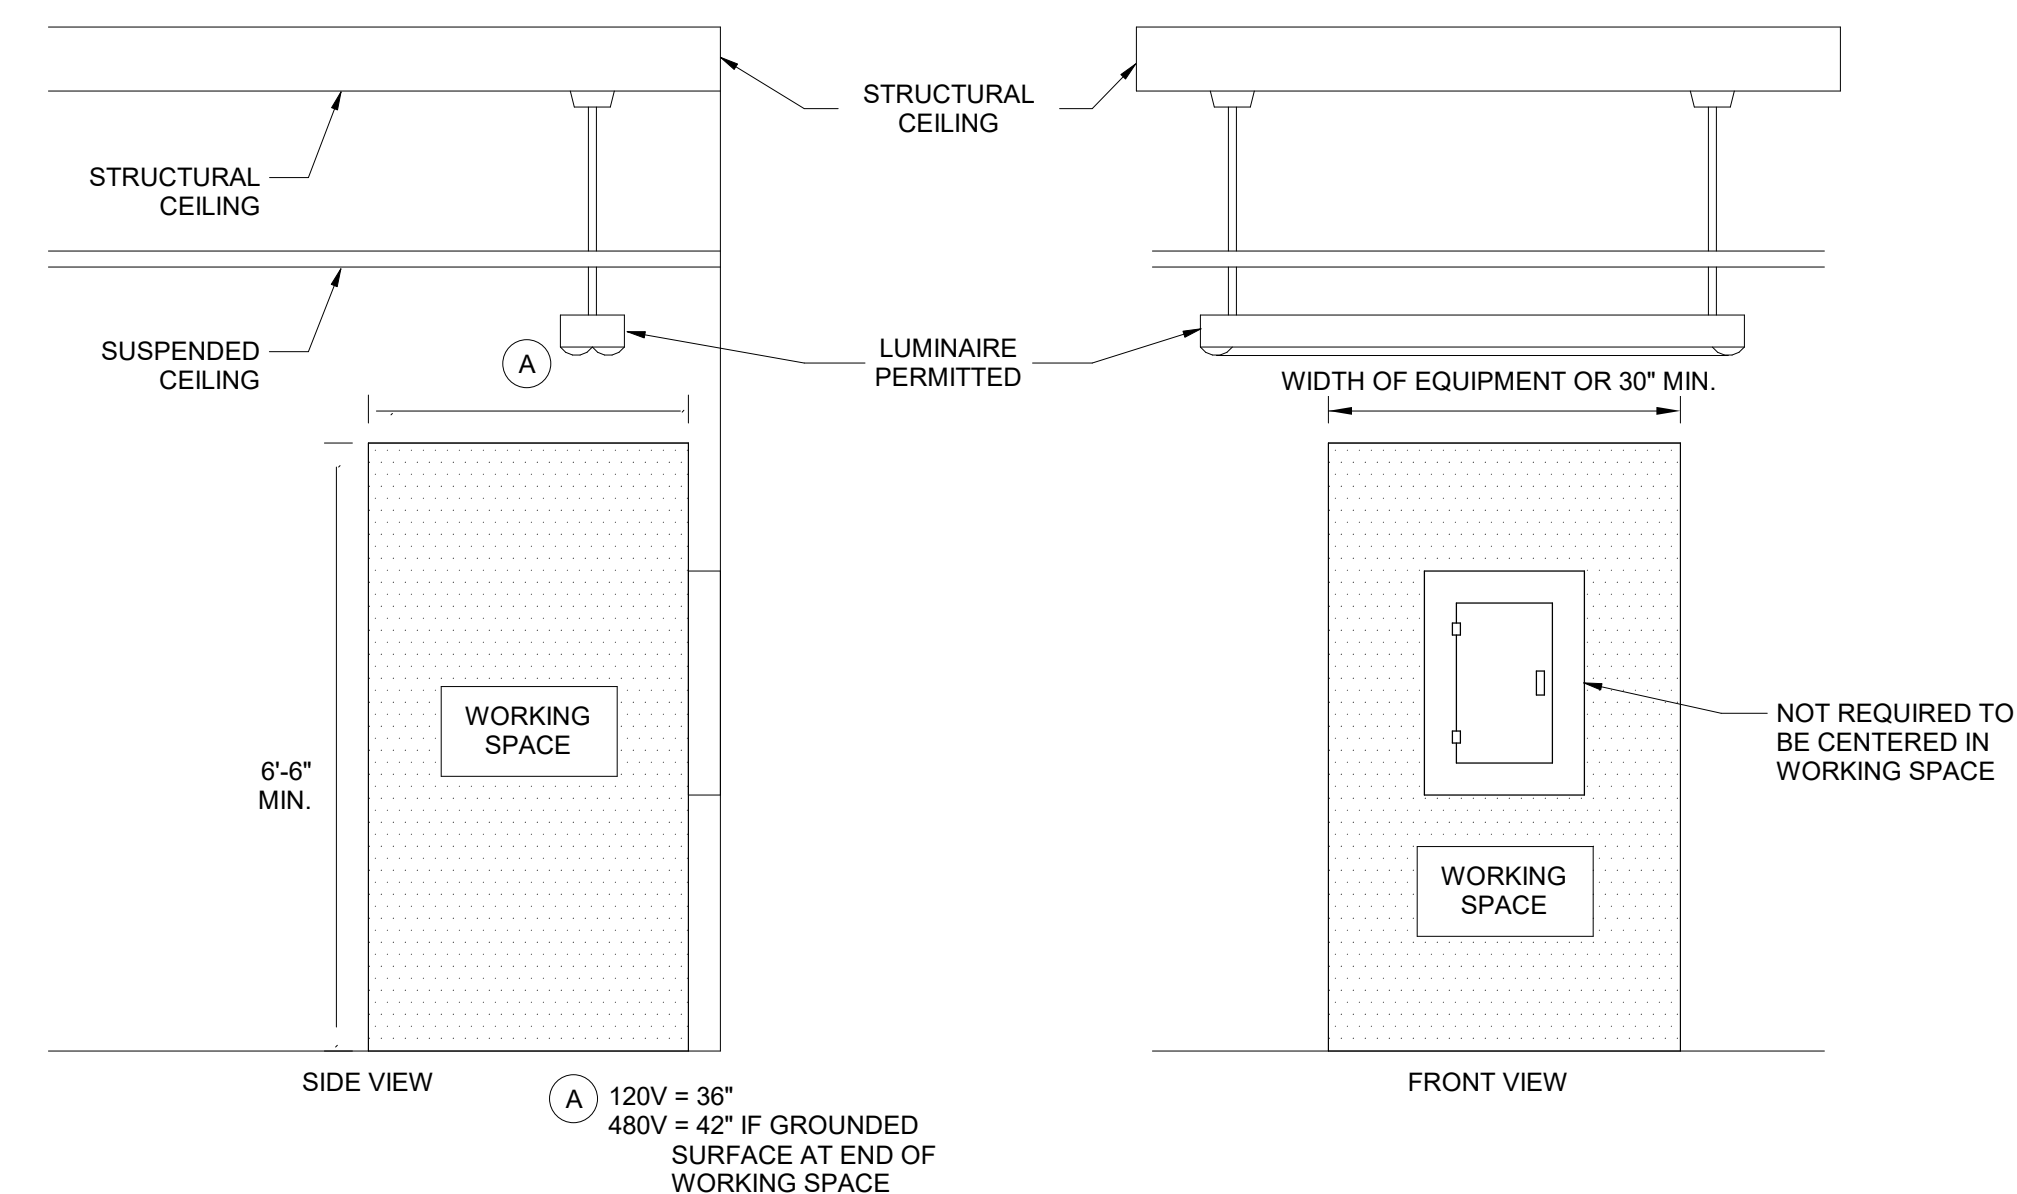 STRUCTURAL
CEILING
STRUCTURAL
CEILING
SUSPENDED
CEILING
A
LUMINAIRE
PERMITTED
WIDTH OF EQUIPMENT OR 30" MIN.
WORKING
SPACE
6'-6"
MIN.
NOT REQUIRED TO
BE CENTERED IN
WORKING SPACE
WORKING
SPACE
SIDE VIEW
FRONT VIEW
A 120V = 36"
480V = 42" IF GROUNDED
SURFACE AT END OF
WORKING SPACE